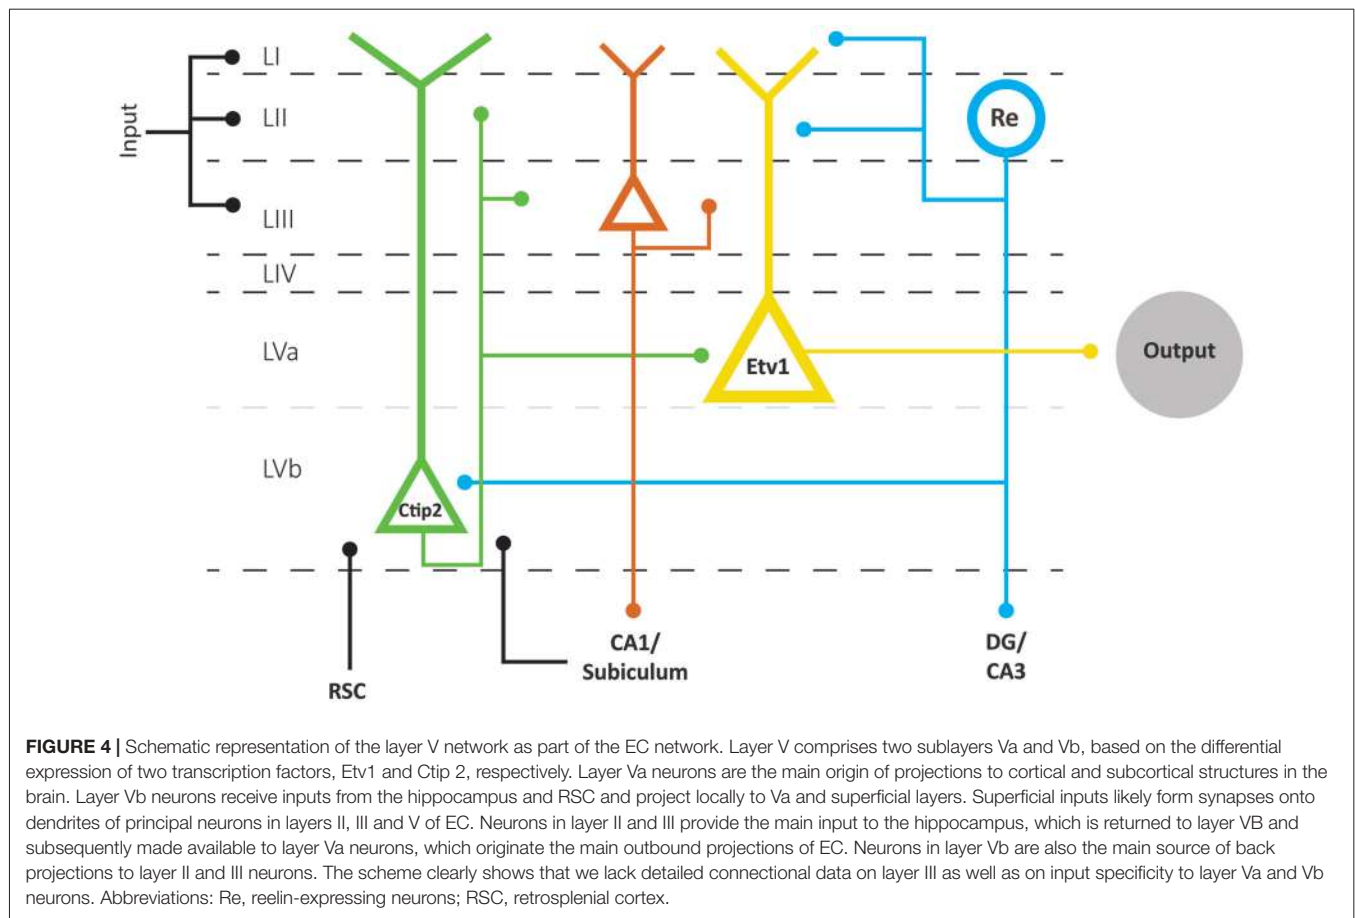 Input
LI
LII
LIII
LIV
LVa
LVb
Re
Etv1
Output
Ctip2
RSC
CA1/
Subiculum
DG/
CA3
FIGURE 4 | Schematic representation of the layer V network as part of the EC network. Layer V comprises two sublayers Va and Vb, based on the differential
expression of two transcription factors, Etv1 and Ctip 2, respectively. Layer Va neurons are the main origin of projections to cortical and subcortical structures in the
brain. Layer Vb neurons receive inputs from the hippocampus and RSC and project locally to Va and superficial layers. Superficial inputs likely form synapses onto
dendrites of principal neurons in layers II, III and V of EC. Neurons in layer II and III provide the main input to the hippocampus, which is returned to layer VB and
subsequently made available to layer Va neurons, which originate the main outbound projections of EC. Neurons in layer Vb are also the main source of back
projections to layer II and III neurons. The scheme clearly shows that we lack detailed connectional data on layer III as well as on input specificity to layer Va and Vb
neurons. Abbreviations: Re, reelin-expressing neurons; RSC, retrosplenial cortex.